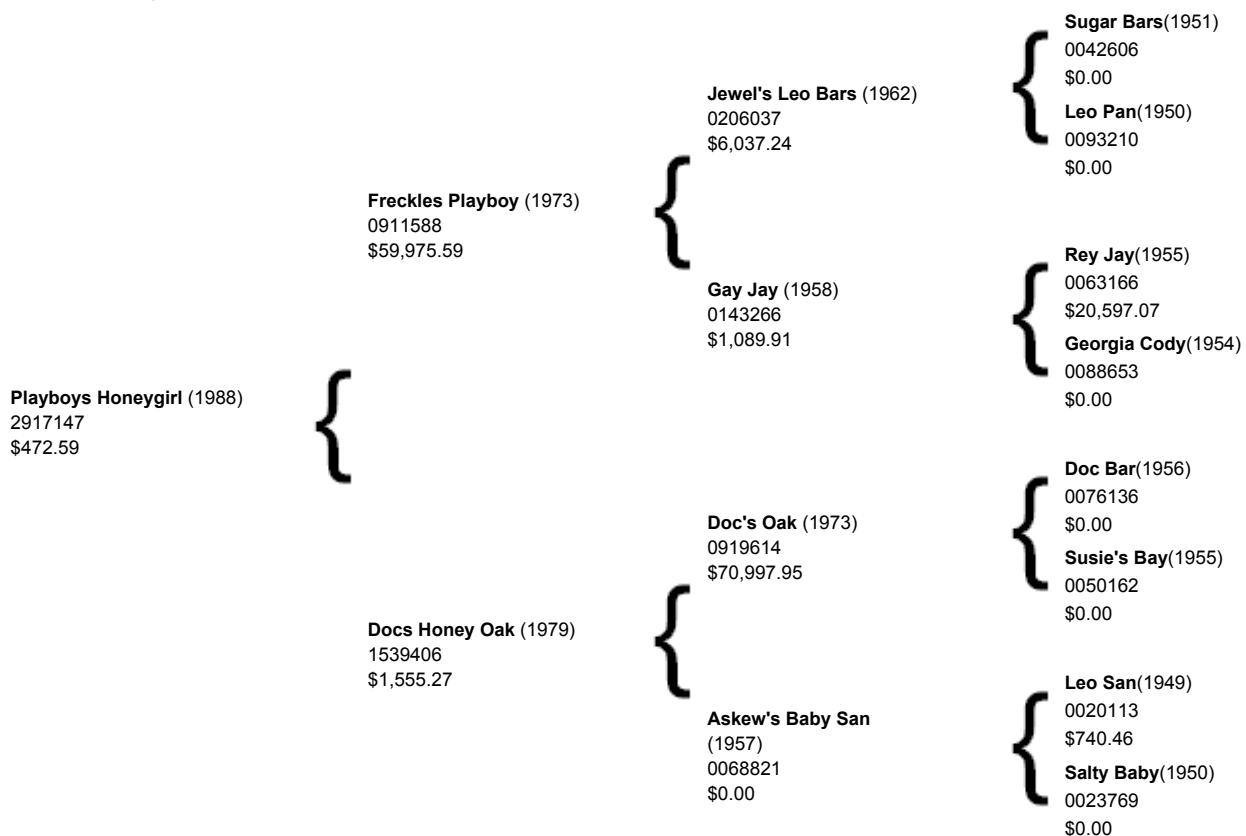 Sugar Bars(1951)
0042606
$0.00
Jewel's Leo Bars (1962)
0206037
$6,037.24
Leo Pan(1950)
0093210
$0.00
Freckles Playboy (1973)
0911588
$59,975.59
Rey Jay(1955)
0063166
$20,597.07
Gay Jay (1958)
0143266
$1,089.91
Georgia Cody(1954)
0088653
$0.00
Playboys Honeygirl (1988)
2917147
$472.59
Doc Bar(1956)
0076136
$0.00
Doc's Oak (1973)
0919614
$70,997.95
Susie's Bay(1955)
0050162
$0.00
Docs Honey Oak (1979)
1539406
$1,555.27
Leo San(1949)
0020113
$740.46
Askew's Baby San
(1957)
0068821
$0.00
Salty Baby(1950)
0023769
$0.00